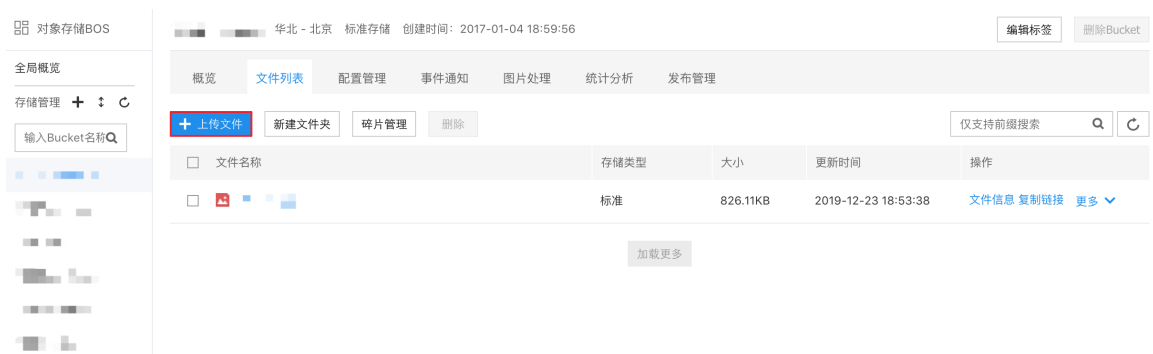 对象存储BOS
全局概览
存储管理
输入Bucket名称
华北 - 北京 标准存储 创建时间：2017-01-04 18:59:56
编辑标签 删除Bucket
概览 文件列表 配置管理 事件通知 图片处理 统计分析 发布管理
上传文件 新建文件夹 碎片管理 删除 仅支持前缀搜索
文件名称 存储类型 大小 更新时间 操作
标准 826.11KB 2019-12-23 18:53:38 文件信息 复制链接 更多
加载更多